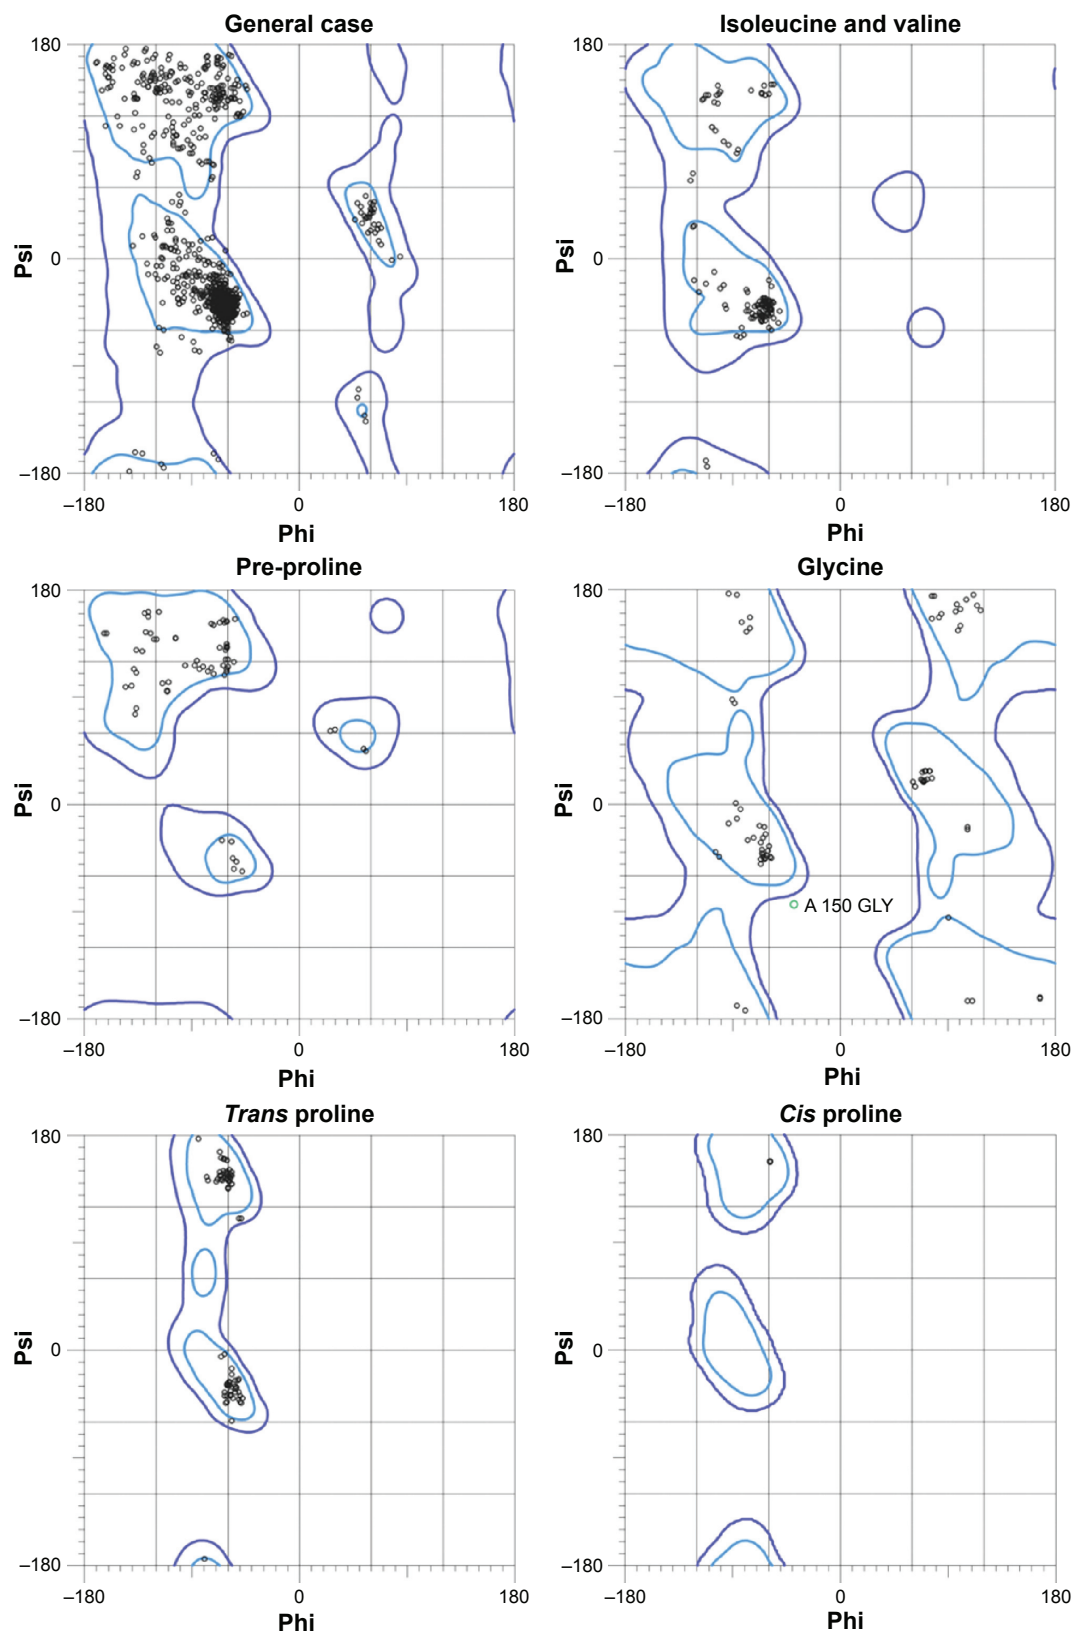 General case
Isoleucine and valine
180
180
Psi
0
Psi
0
–180
–180
–180
0
180
–180
0
180
Phi
Phi
Pre-proline
Glycine
180
180
Psi
0
Psi
0
A 150 GLY
–180
–180
–180
0
180
–180
0
180
Phi
Phi
Trans proline
Cis proline
180
180
Psi
0
Psi
0
–180
–180
–180
0
180
–180
0
180
Phi
Phi